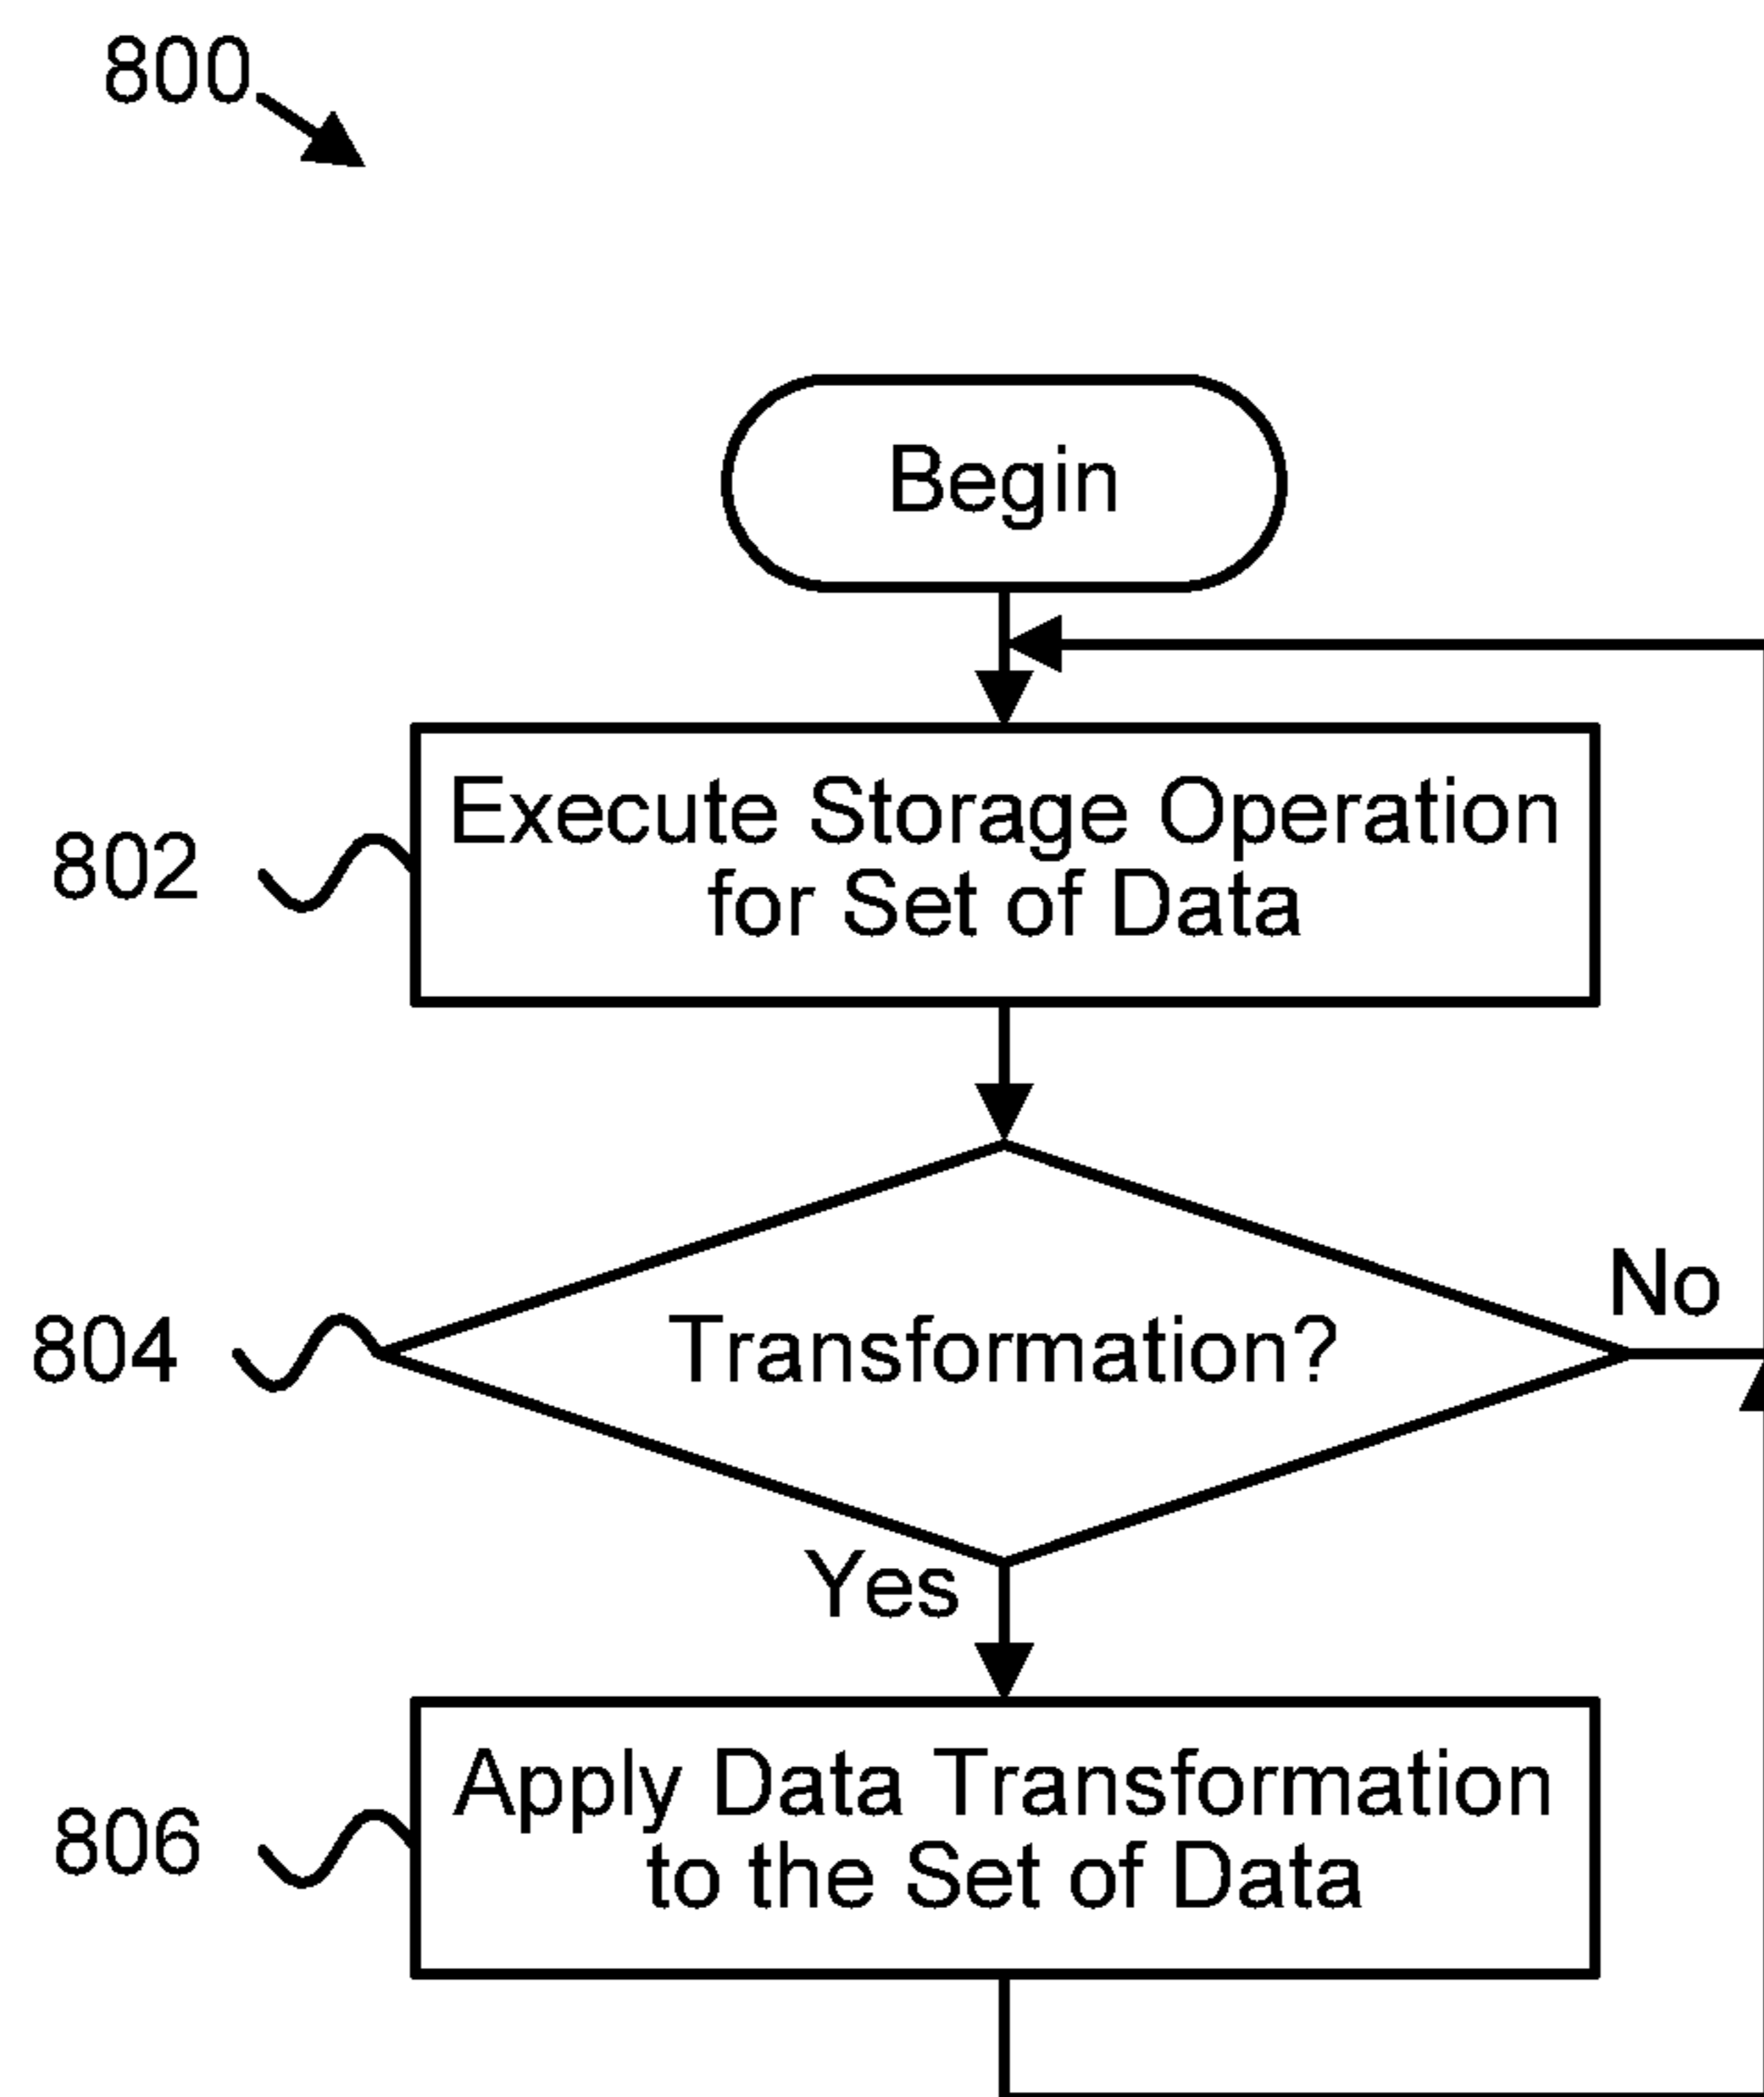 800
Begin
802
Execute Storage Operation
for Set of Data
804
Transformation?
No
Yes
806
Apply Data Transformation
to the Set of Data